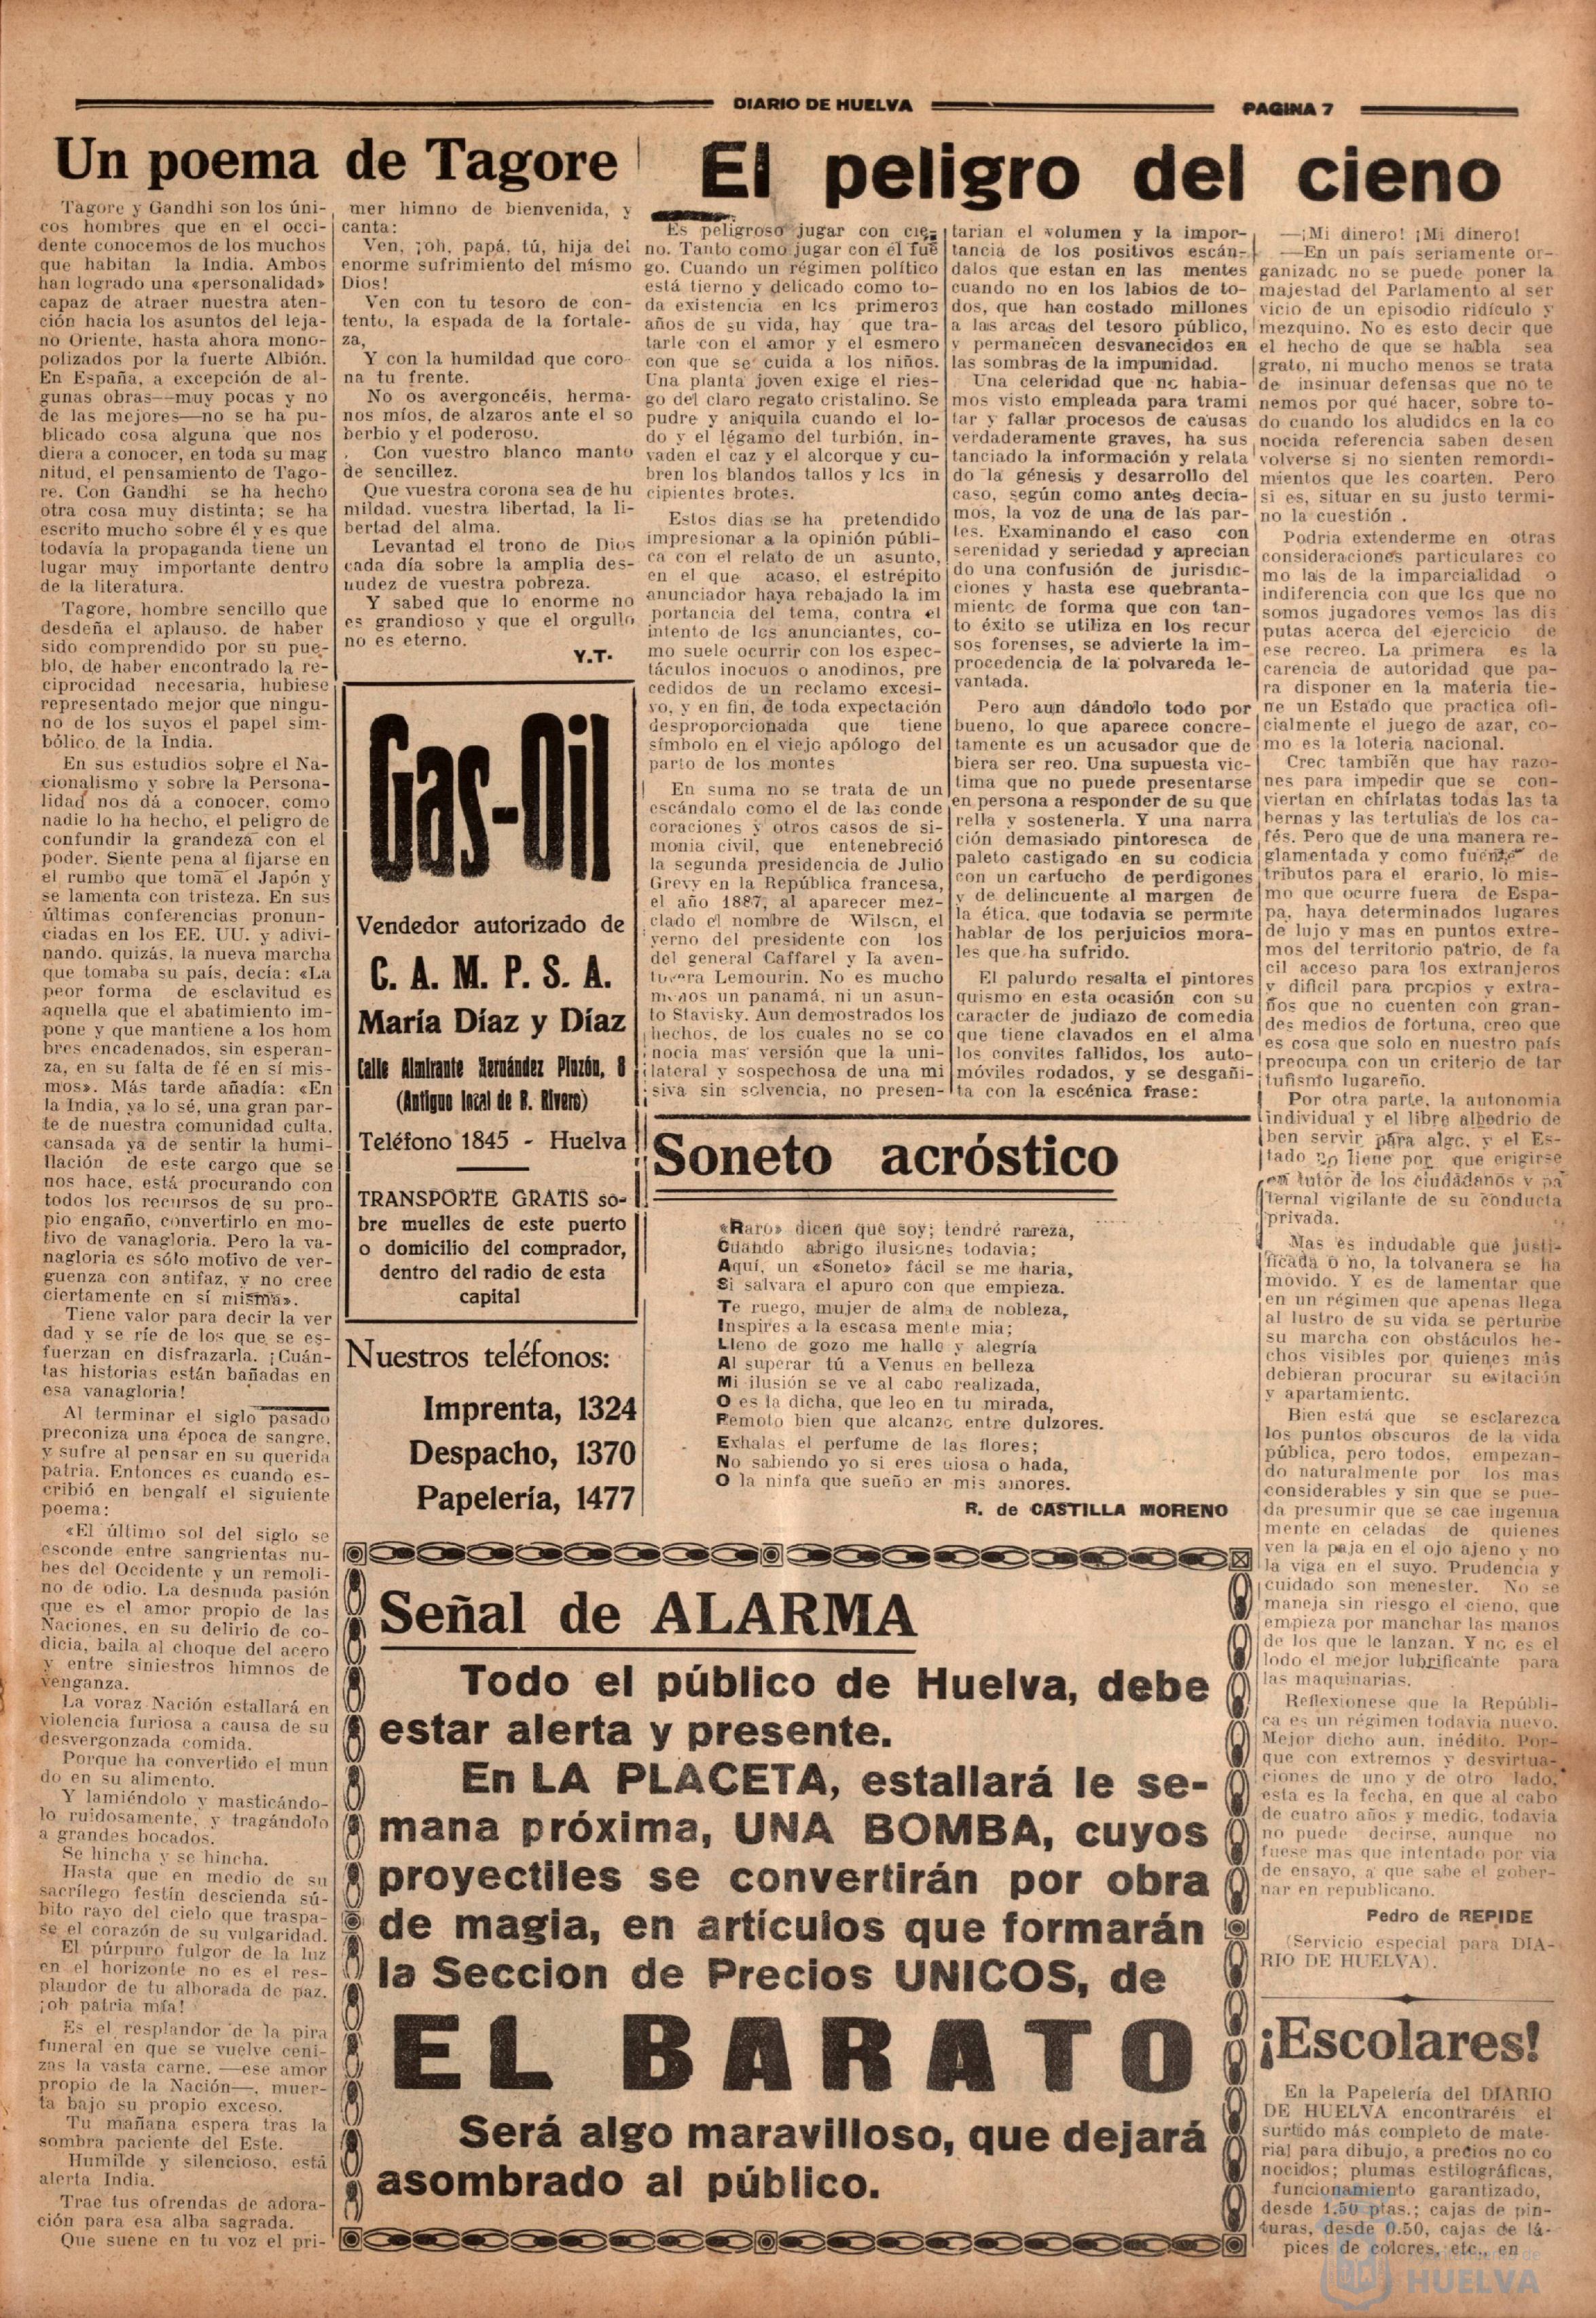 DIARIO DE HUELVA
PAGINA 7
Un poema de Tagore
Tagore y Gandhi son los úni-
cos hombres que en el occi-
dente conocemos de los muchos
que habitan la India. Ambos
han logrado una «personalidad»
capaz de atraer nuestra aten-
ción hacia los asuntos del leja-
no Oriente, hasta ahora mono-
polizados por la fuerte Albión.
En España, a excepción de al-
gunas obras—muy pocas y no
de las mejores—no se ha pu-
blicado cosa alguna que nos
diera a conocer, en toda su mag
nitud, el pensamiento de Tago-
re. Con Gandhi se ha hecho
otra cosa muy distinta; se ha
escrito mucho sobre él y es que
todavía la propaganda tiene un
lugar muy importante dentro
de la literatura.
Tagore, hombre sencillo que
desdeña el aplauso, de haber
sido comprendido por su pue-
blo, de haber encontrado la re-
ciprocidad necesaria, hubiese
representado mejor que ningu-
no de los suyos el papel sim-
bólico de la India.
En sus estudios sobre el Na-
cionalismo y sobre la Persona-
lidad nos dá a conocer, como
nadie lo ha hecho, el peligro de
confundir la grandeza con el
poder. Siente pena al fijarse en
el rumbo que toma el Japón y
se lamenta con tristeza. En sus
últimas conferencias pronun-
ciadas en los EE. UU. y adivi-
nando, quizás, la nueva marcha
que tomaba su país, decía: «La
peor forma de esclavitud es
aquella que el abatimiento im-
pone y que mantiene a los hom
bres encadenados, sin esperan-
za, en su falta de fé en sí mis-
mos». Más tarde añadía: «En
la India, ya lo sé, una gran par-
te de nuestra comunidad culta,
cansada ya de sentir la humi-
llación de este cargo que se
nos hace, está procurando con
todos los recursos de su pro-
pio engaño, convertirlo en mo-
tivo de vanagloria. Pero la va-
nagloria es sólo motivo de ver-
guenza con antifaz, y no cree
ciertamente en sí misma».
Tiene valor para decir la ver
dad y se ríe de los que se es-
fuerzan en disfrazarla. ¡Cuán-
tas historias están bañadas en
esa vanagloria!
Al terminar el siglo pasado
preconiza una época de sangre,
y sufre al pensar en su querida
patria. Entonces es cuando es-
cribió en bengalí el siguiente
poema:
«El último sol del siglo se
esconde entre sangrientas nu-
bes del Occidente y un remoli-
no de odio. La desnuda pasión
que es el amor propio de las
Naciones, en su delirio de co-
dicia, baila al choque del acero
y entre siniestros himnos de
venganza.
La voraz Nación estallará en
violencia furiosa a causa de su
desvergonzada comida.
Porque ha convertido el mun
do en su alimento.
Y lamiéndolo y masticándo-
lo ruidosamente, y tragándolo
a grandes bocados.
Se hincha y se hincha.
Hasta que en medio de su
sacrílego festín descienda sú-
bito rayo del cielo que traspa-
se el corazón de su vulgaridad.
El púrpuro fulgor de la luz
en el horizonte no es el res-
plandor de tu alborada de paz,
¡oh patria mía!
Es el resplandor de la pira
funeral en que se vuelve ceni-
zas la vasta carne, —ese amor
propio de la Nación—, muer-
ta bajo su propio exceso.
Tu mañana espera tras la
sombra paciente del Este.
Humilde y silencioso, está
alerta India.
Trae tus ofrendas de adora-
ción para esa alba sagrada.
Que suene en tu voz el pri-
mer himno de bienvenida, y
canta:
Ven, ¡oh, papá, tú, hija del
enorme sufrimiento del mismo
Dios!
Ven con tu tesoro de con-
tento, la espada de la fortale-
za,
Y con la humildad que coro-
na tu frente.
No os avergoncéis, herma-
nos míos, de alzaros ante el so
berbio y el poderoso.
Con vuestro blanco manto
de sencillez.
Que vuestra corona sea de hu
mildad, vuestra libertad, la li-
bertad del alma.
Levantad el trono de Dios
cada día sobre la amplia des-
nudez de vuestra pobreza.
Y sabed que lo enorme no
es grandioso y que el orgullo
no es eterno.
Y.T.
Gas-Oil
Vendedor autorizado de
C. A. M. P. S. A.
María Díaz y Díaz
Calle Almirante Hernández Pinzón, 8
(Antiguo local de B. Rivero)
Teléfono 1845 - Huelva
TRANSPORTE GRATIS so-
bre muelles de este puerto
o domicilio del comprador,
dentro del radio de esta
capital
Nuestros teléfonos:
Imprenta, 1324
Despacho, 1370
Papelería, 1477
El peligro del cieno
Es peligroso jugar con cie-
no. Tanto como jugar con el fue
go. Cuando un régimen político
está tierno y delicado como to-
da existencia en los primeros
años de su vida, hay que tra-
tarle con el amor y el esmero
con que se cuida a los niños.
Una planta joven exige el ries-
go del claro regato cristalino. Se
pudre y aniquila cuando el lo-
do y el légamo del turbión, in-
vaden el caz y el alcorque y cu-
bren los blandos tallos y los in
cipientes brotes.
Estos dias se ha pretendido
impresionar a la opinión públi-
ca con el relato de un asunto,
en el que acaso, el estrépito
anunciador haya rebajado la im
portancia del tema, contra el
intento de los anunciantes, co-
mo suele ocurrir con los espec-
táculos inocuos o anodinos, pre
cedidos de un reclamo excesi-
vo, y en fin, de toda expectación
desproporcionada que tiene
símbolo en el viejo apólogo del
parto de los montes
En suma no se trata de un
escándalo como el de las conde
coraciones y otros casos de si-
monia civil, que entenebreció
la segunda presidencia de Julio
Grevy en la República francesa,
el año 1887, al aparecer mez-
clado el nombre de Wilson, el
yerno del presidente con los
del general Caffarel y la aven-
turera Lemourin. No es mucho
menos un panamá, ni un asun-
to Stavisky. Aun demostrados los
hechos, de los cuales no se co
nocia mas versión que la uni-
lateral y sospechosa de una mi
siva sin solvencia, no presen-
tarian el volumen y la impor-
tancia de los positivos escán-
dalos que estan en las mentes
cuando no en los labios de to-
dos, que han costado millones
a las arcas del tesoro público,
y permanecen desvanecidos en
las sombras de la impunidad.
Una celeridad que no habia-
mos visto empleada para trami
tar y fallar procesos de causas
verdaderamente graves, ha sus
tanciado la información y relata
do la génesis y desarrollo del
caso, según como antes decia-
mos, la voz de una de las par-
tes. Examinando el caso con
serenidad y seriedad y aprecian
do una confusión de jurisdic-
ciones y hasta ese quebranta-
miento de forma que con tan-
to éxito se utiliza en los recur
sos forenses, se advierte la im-
procedencia de la polvareda le-
vantada.
Pero aun dándolo todo por
bueno, lo que aparece concre-
tamente es un acusador que de
biera ser reo. Una supuesta vic-
tima que no puede presentarse
en persona a responder de su que
rella y sostenerla. Y una narra
ción demasiado pintoresca de
paleto castigado en su codicia
con un cartucho de perdigones
y de delincuente al margen de
la ética, que todavia se permite
hablar de los perjuicios mora-
les que ha sufrido.
El palurdo resalta el pintores
quismo en esta ocasión con su
caracter de judiazo de comedia
que tiene clavados en el alma
los convites fallidos, los auto-
móviles rodados, y se desgañi-
ta con la escénica frase:
—¡Mi dinero! ¡Mi dinero!
—En un país seriamente or-
ganizado no se puede poner la
majestad del Parlamento al ser
vicio de un episodio ridículo y
mezquino. No es esto decir que
el hecho de que se habla sea
grato, ni mucho menos se trata
de insinuar defensas que no te
nemos por qué hacer, sobre to-
do cuando los aludidos en la co
nocida referencia saben desen
volverse si no sienten remordi-
mientos que les coarten. Pero
si es, situar en su justo termi-
no la cuestión .
Podria extenderme en otras
consideraciones particulares co
mo las de la imparcialidad o
indiferencia con que los que no
somos jugadores vemos las dis
putas acerca del ejercicio de
ese recreo. La primera es la
carencia de autoridad que pa-
ra disponer en la materia tie-
ne un Estado que practica ofi-
cialmente el juego de azar, co-
mo es la loteria nacional.
Creo también que hay razo-
nes para impedir que se con-
viertan en chirlatas todas las ta
bernas y las tertulias de los ca-
fés. Pero que de una manera re-
glamentada y como fuente de
tributos para el erario, lo mis-
mo que ocurre fuera de Espa-
pa, haya determinados lugares
de lujo y mas en puntos extre-
mos del territorio patrio, de fa
cil acceso para los extranjeros
y dificil para propios y extra-
ños que no cuenten con gran-
des medios de fortuna, creo que
es cosa que solo en nuestro país
preocupa con un criterio de tar
tufismo lugareño.
Por otra parte, la autonomia
individual y el libre albedrio de
ben servir para algo, y el Es-
tado no tiene por que erigirse
en tutor de los ciudadanos y pa
ternal vigilante de su conducta
privada.
Mas es indudable que justi-
ficada o no, la tolvanera se ha
movido. Y es de lamentar que
en un régimen que apenas llega
al lustro de su vida se perturbe
su marcha con obstáculos he-
chos visibles por quienes más
debieran procurar su evitación
y apartamiento.
Bien está que se esclarezca
los puntos obscuros de la vida
pública, pero todos, empezan-
do naturalmente por los mas
considerables y sin que se pue-
da presumir que se cae ingenua
mente en celadas de quienes
ven la paja en el ojo ajeno y no
la viga en el suyo. Prudencia y
cuidado son menester. No se
maneja sin riesgo el cieno, que
empieza por manchar las manos
de los que le lanzan. Y no es el
lodo el mejor lubrificante para
las maquinarias.
Reflexionese que la Repúbli-
ca es un régimen todavia nuevo.
Mejor dicho aun, inédito. Por-
que con extremos y desvirtua-
ciones de uno y de otro lado,
esta es la fecha, en que al cabo
de cuatro años y medio, todavia
no puede decirse, aunque no
fuese mas que intentado por via
de ensayo, a que sabe el gober-
nar en republicano.
Pedro de REPIDE
(Servicio especial para DIA-
RIO DE HUELVA).
Soneto acróstico
«Raro» dicen que soy; tendré rareza,
Cuando abrigo ilusiones todavia;
Aquí, un «Soneto» fácil se me haria,
Si salvara el apuro con que empieza.
Te ruego, mujer de alma de nobleza,
Inspires a la escasa mente mia;
Lleno de gozo me hallo y alegría
Al superar tú a Venus en belleza
Mi ilusión se ve al cabo realizada,
O es la dicha, que leo en tu mirada,
Remoto bien que alcanzo entre dulzores.
Exhalas el perfume de las flores;
No sabiendo yo si eres diosa o hada,
O la ninfa que sueño en mis amores.
R. de CASTILLA MORENO
Señal de ALARMA
Todo el público de Huelva, debe
estar alerta y presente.
En LA PLACETA, estallará le se-
mana próxima, UNA BOMBA, cuyos
proyectiles se convertirán por obra
de magia, en artículos que formarán
la Seccion de Precios UNICOS, de
EL BARATO
Será algo maravilloso, que dejará
asombrado al público.
¡Escolares!
En la Papelería del DIARIO
DE HUELVA encontraréis el
surtido más completo de mate-
rial para dibujo, a precios no co
nocidos; plumas estilográficas,
funcionamiento garantizado,
desde 1.50 ptas.; cajas de pin-
turas, desde 0.50, cajas de lá-
pices de colores, etc., en
HUELVA